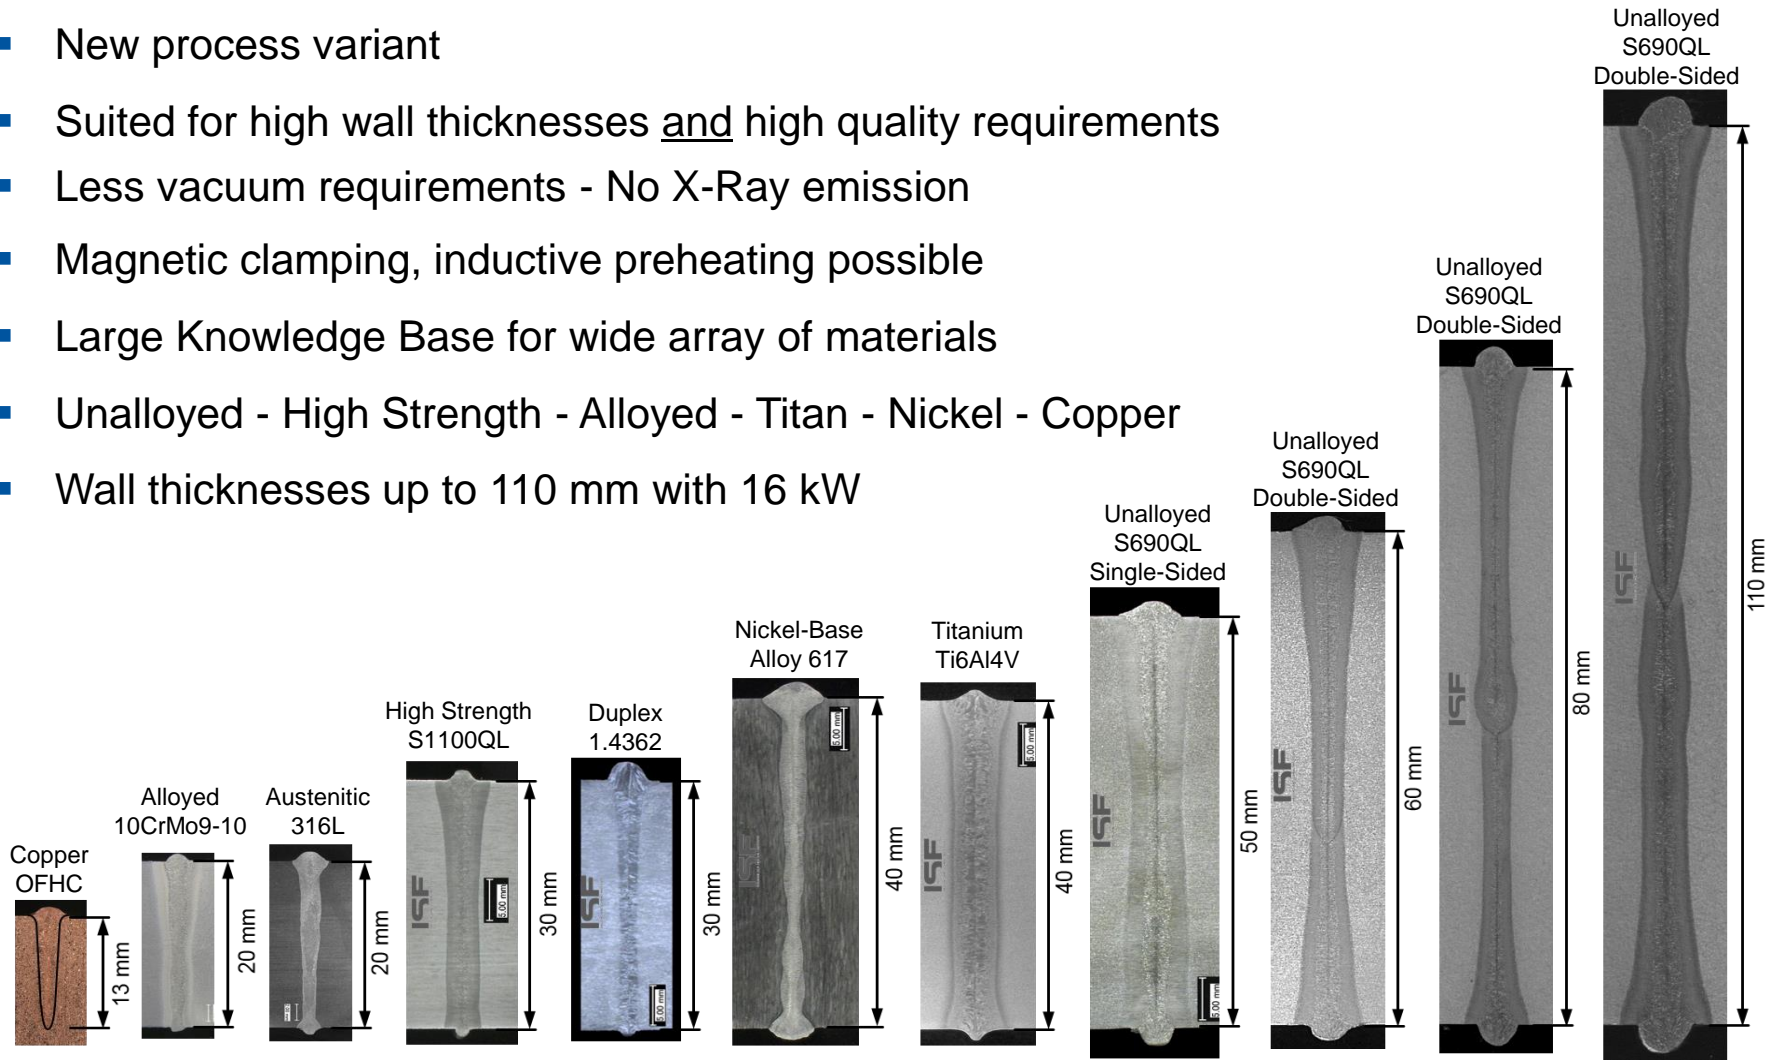 New process variant
Suited for high wall thicknesses and high quality requirements
Less vacuum requirements - No X-Ray emission
Magnetic clamping, inductive preheating possible
Large Knowledge Base for wide array of materials
Unalloyed - High Strength - Alloyed - Titan - Nickel - Copper
Wall thicknesses up to 110 mm with 16 kW
Copper
OFHC
13 mm
Alloyed
10CrMo9-10
20 mm
Austenitic
316L
20 mm
High Strength
S1100QL
ISF
5.00 mm
30 mm
Duplex
1.4362
ISF
5.00 mm
30 mm
Nickel-Base
Alloy 617
ISF
5.00 mm
40 mm
Titanium
Ti6Al4V
ISF
5.00 mm
40 mm
Unalloyed
S690QL
Single-Sided
ISF
5.00 mm
50 mm
Unalloyed
S690QL
Double-Sided
ISF
60 mm
Unalloyed
S690QL
Double-Sided
ISF
80 mm
Unalloyed
S690QL
Double-Sided
ISF
110 mm